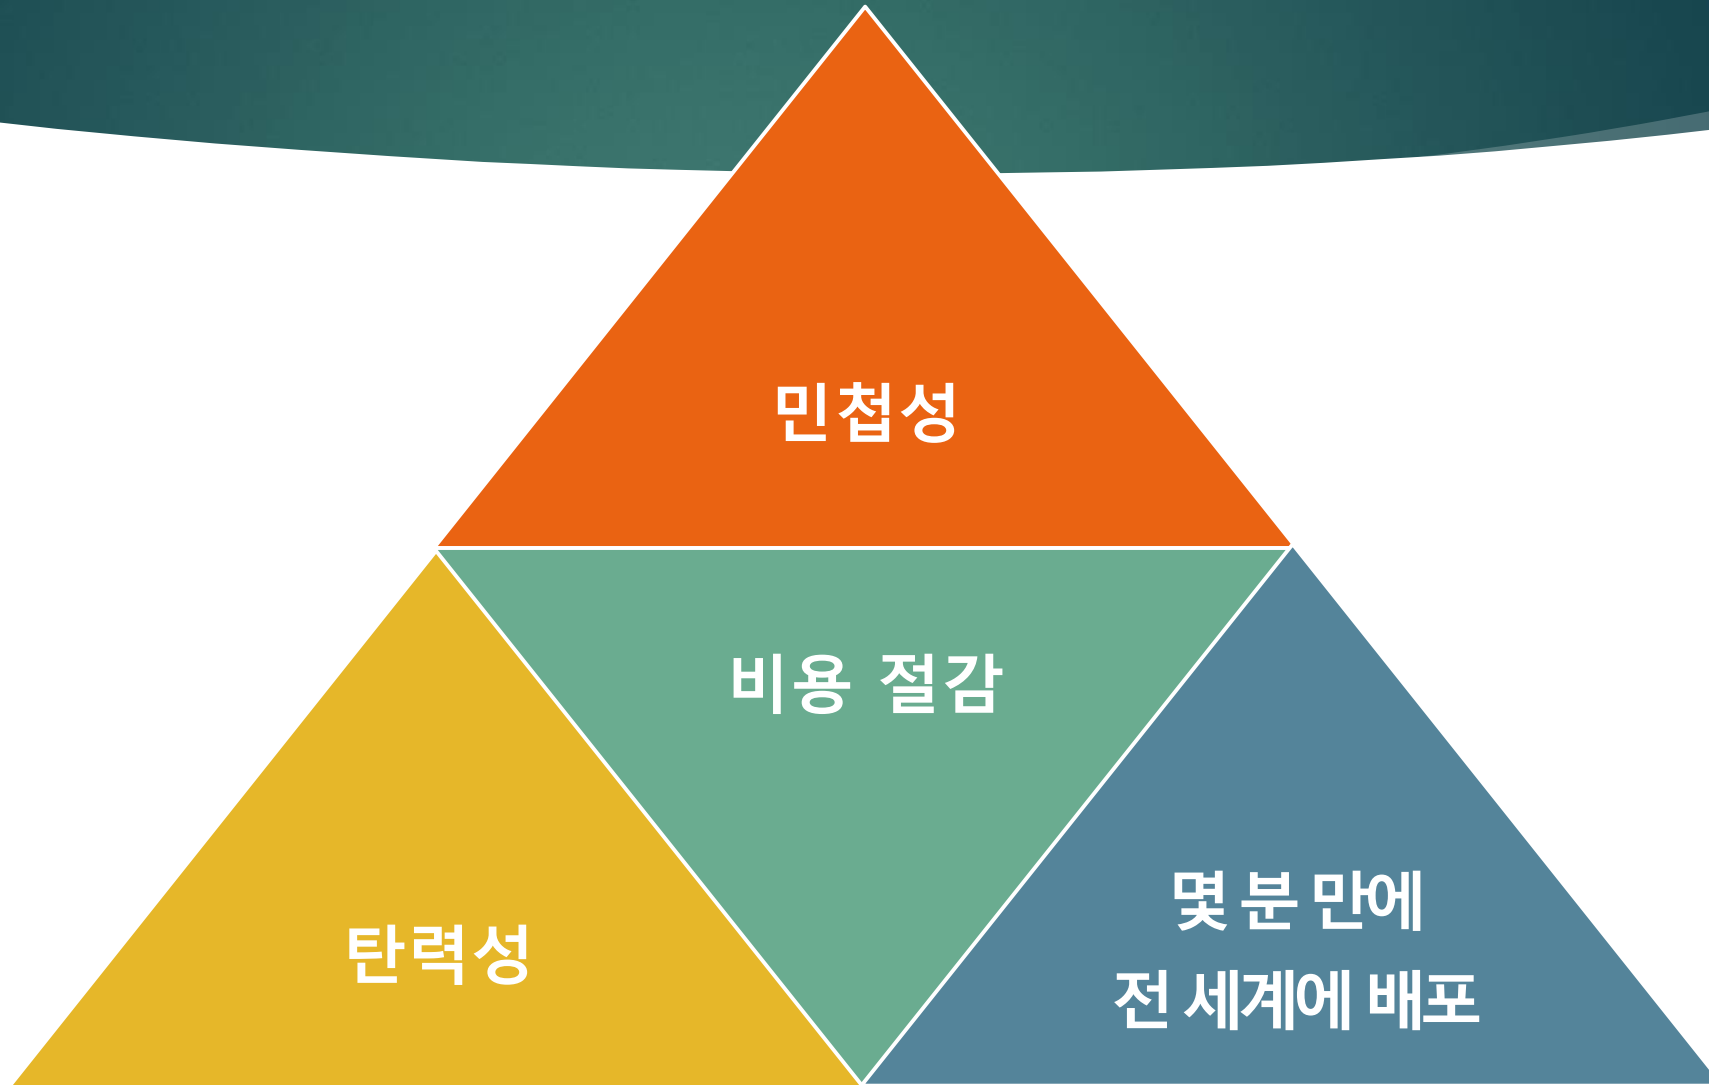 민첩성
비용 절감
탄력성
몇 분 만에
전 세계에 배포